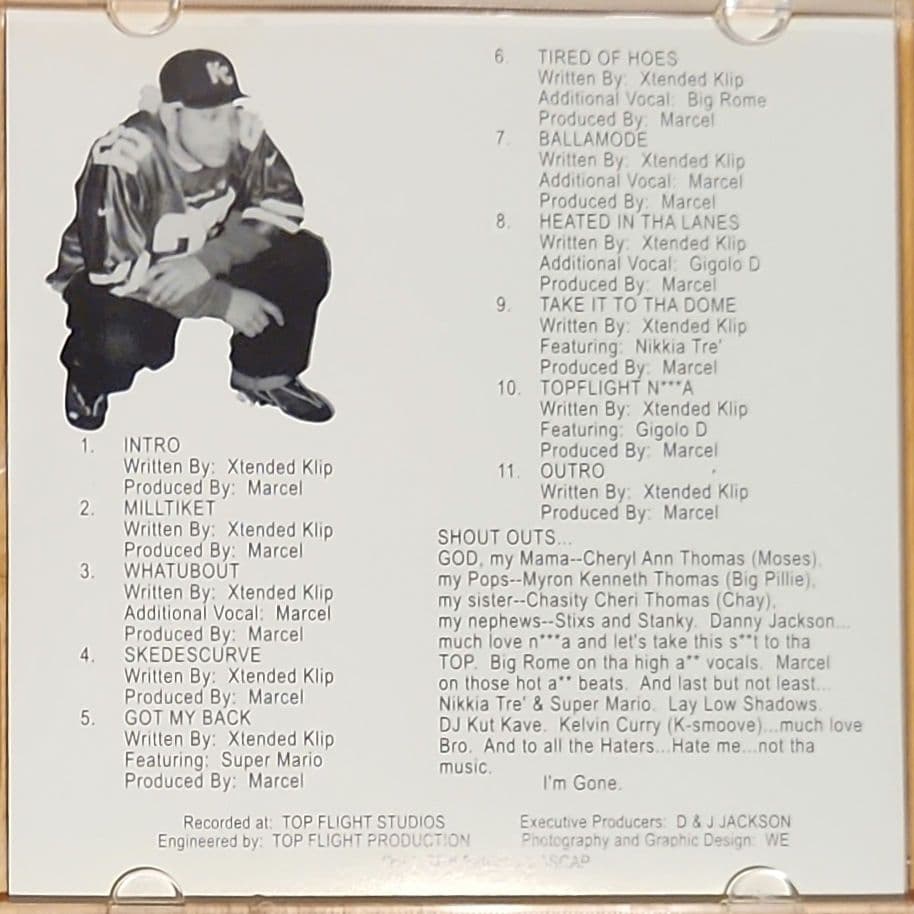 KC
1. INTRO
Written By: Xtended Klip
Produced By: Marcel
2. MILLTIKET
Written By: Xtended Klip
Produced By: Marcel
3. WHATUBOUT
Written By: Xtended Klip
Additional Vocal: Marcel
Produced By: Marcel
4. SKEDESCURVE
Written By: Xtended Klip
Produced By: Marcel
5. GOT MY BACK
Written By: Xtended Klip
Featuring: Super Mario
Produced By: Marcel
6. TIRED OF HOES
Written By: Xtended Klip
Additional Vocal: Big Rome
Produced By: Marcel
7. BALLAMODE
Written By: Xtended Klip
Additional Vocal: Marcel
Produced By: Marcel
8. HEATED IN THA LANES
Written By: Xtended Klip
Additional Vocal: Gigolo D
Produced By: Marcel
9. TAKE IT TO THA DOME
Written By: Xtended Klip
Featuring: Nikkia Tre'
Produced By: Marcel
10. TOPFLIGHT N***A
Written By: Xtended Klip
Featuring: Gigolo D
Produced By: Marcel
11. OUTRO
Written By: Xtended Klip
Produced By: Marcel
SHOUT OUTS...
GOD, my Mama--Cheryl Ann Thomas (Moses),
my Pops--Myron Kenneth Thomas (Big Pillie),
my sister--Chasity Cheri Thomas (Chay),
my nephews--Stixs and Stanky. Danny Jackson...
much love n***a and let's take this s**t to tha
TOP. Big Rome on tha high a** vocals. Marcel
on those hot a** beats. And last but not least...
Nikkia Tre' & Super Mario. Lay Low Shadows.
DJ Kut Kave. Kelvin Curry (K-smoove)...much love
Bro. And to all the Haters...Hate me...not tha
music.
I'm Gone.
Recorded at: TOP FLIGHT STUDIOS
Engineered by: TOP FLIGHT PRODUCTION
Executive Producers: D & J JACKSON
Photography and Graphic Design: WE
ASCAP